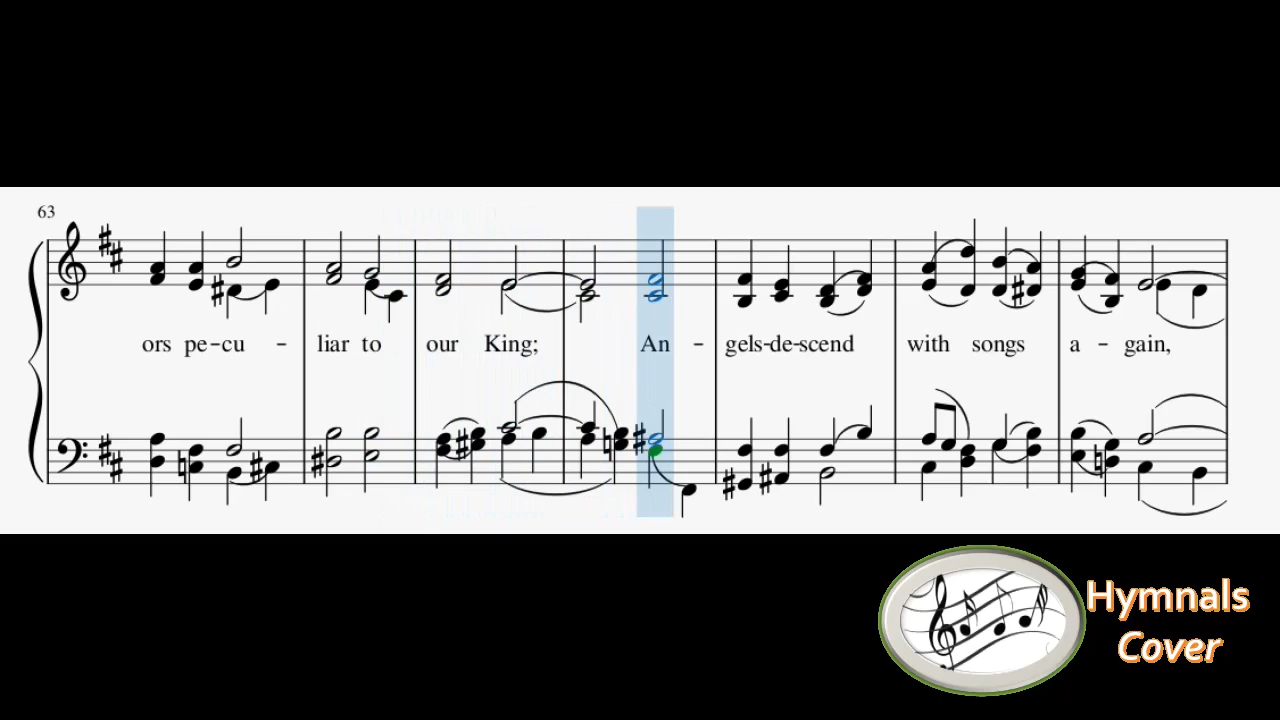 63
ors pe-cu - liar to our King; An - gels-de-scend with songs a - gain,
Hymnals
Cover